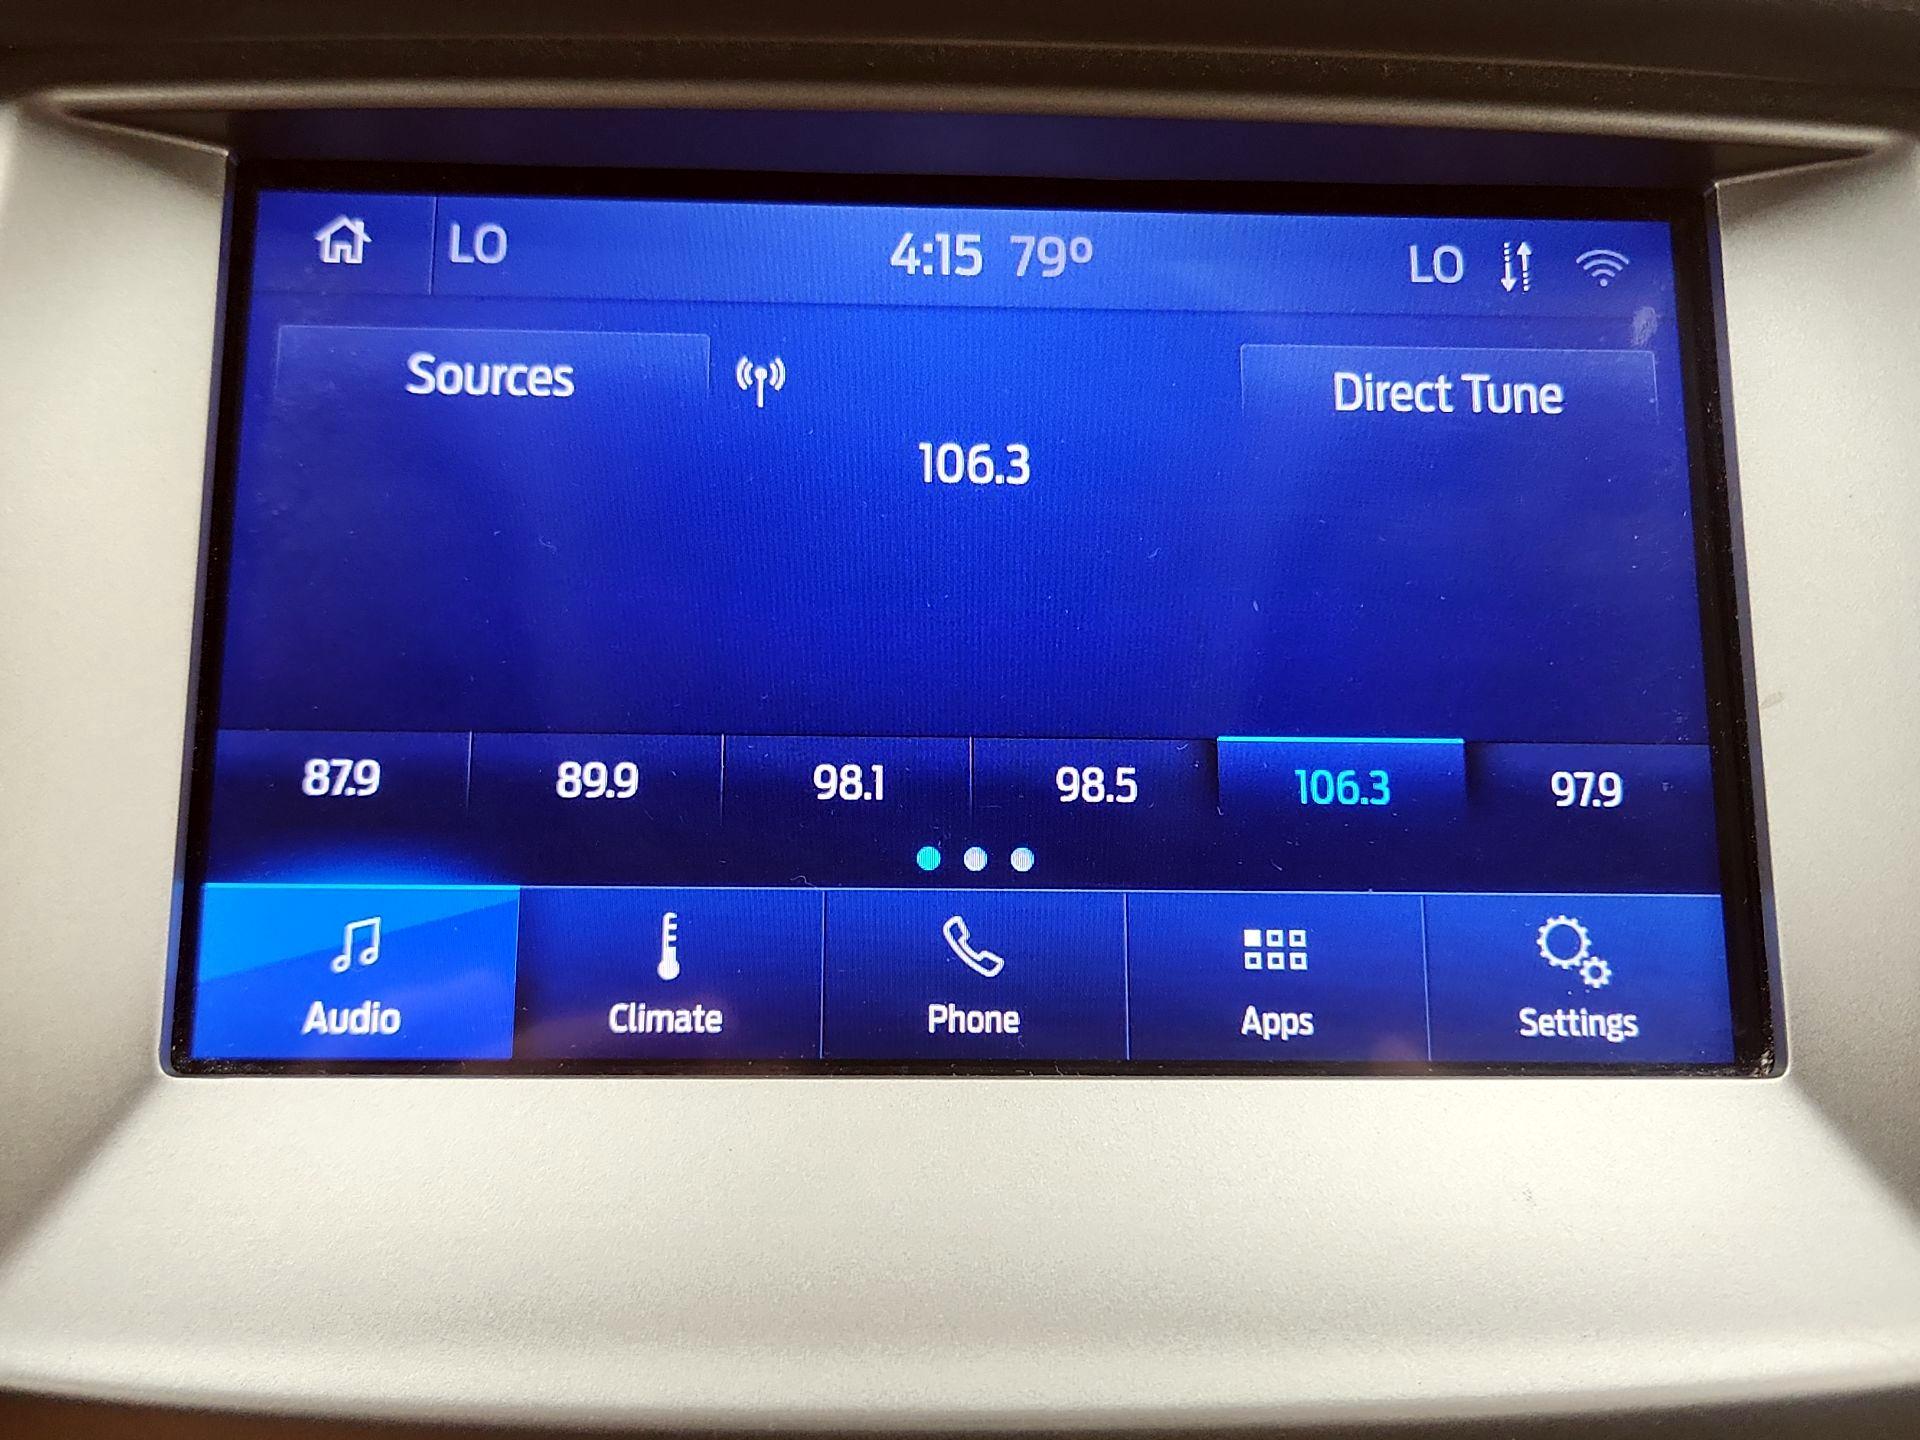 LO 4:15 79° LO
Sources Direct Tune
106.3
87.9 89.9 98.1 98.5 106.3 97.9
Audio Climate Phone Apps Settings